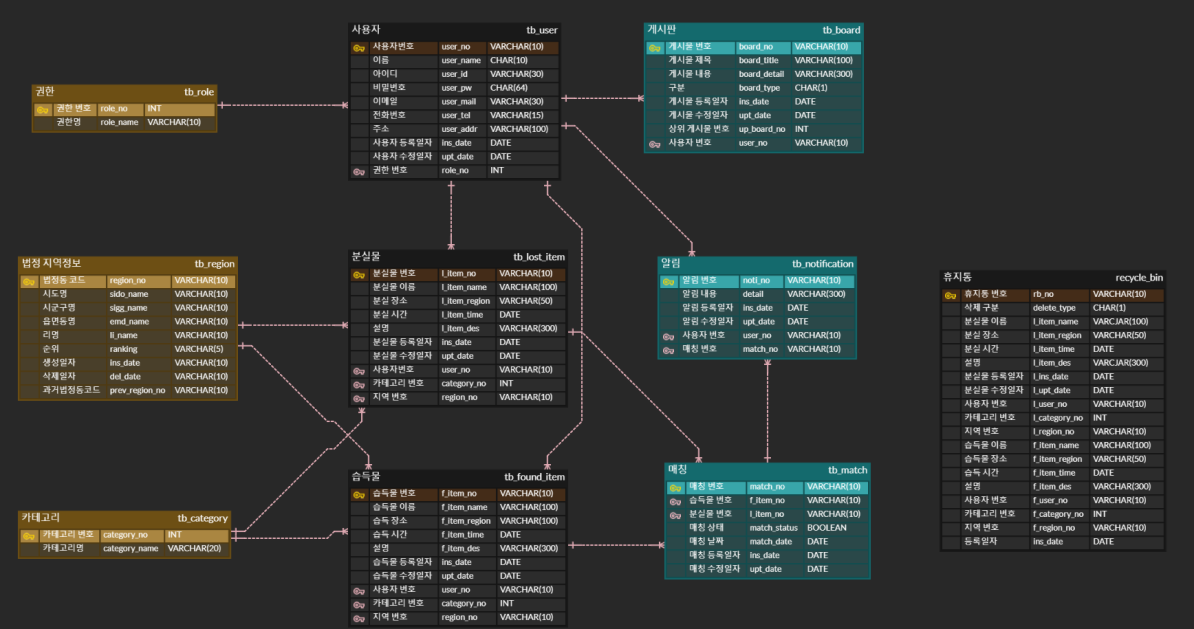 사용자 tb_user
사용자번호 user_no VARCHAR(10)
이름 user_name CHAR(10)
아이디 user_id VARCHAR(30)
비밀번호 user_pw CHAR(64)
이메일 user_mail VARCHAR(30)
전화번호 user_tel VARCHAR(15)
주소 user_addr VARCHAR(100)
사용자 등록일자 ins_date DATE
사용자 수정일자 upt_date DATE
권한 번호 role_no INT
게시판 tb_board
게시물 번호 board_no VARCHAR(10)
게시물 제목 board_title VARCHAR(100)
게시물 내용 board_detail VARCHAR(300)
구분 board_type CHAR(1)
게시물 등록일자 ins_date DATE
게시물 수정일자 upt_date DATE
상위 게시물 번호 up_board_no INT
사용자 번호 user_no VARCHAR(10)
권한 tb_role
권한 번호 role_no INT
권한명 role_name VARCHAR(10)
법정 지역정보 tb_region
법정동 코드 region_no VARCHAR(10)
시도명 sido_name VARCHAR(10)
시군구명 sigg_name VARCHAR(10)
읍면동명 emd_name VARCHAR(10)
리명 li_name VARCHAR(10)
순위 ranking VARCHAR(5)
생성일자 ins_date VARCHAR(10)
삭제일자 del_date VARCHAR(10)
과거법정동코드 prev_region_no VARCHAR(10)
분실물 tb_lost_item
분실물 번호 l_item_no VARCHAR(10)
분실물 이름 l_item_name VARCHAR(100)
분실 장소 l_item_region VARCHAR(50)
분실 시간 l_item_time DATE
설명 l_item_des VARCHAR(300)
분실물 등록일자 ins_date DATE
분실물 수정일자 upt_date DATE
사용자번호 user_no VARCHAR(10)
카테고리 번호 category_no INT
지역 번호 region_no VARCHAR(10)
알림 tb_notification
알림 번호 noti_no VARCHAR(10)
알림 내용 detail VARCHAR(300)
알림 등록일자 ins_date DATE
알림 수정일자 upt_date DATE
사용자 번호 user_no VARCHAR(10)
매칭 번호 match_no VARCHAR(10)
휴지통 recycle_bin
휴지통 번호 rb_no VARCHAR(10)
삭제 구분 delete_type CHAR(1)
분실물 이름 l_item_name VARCJAR(100)
분실 장소 l_item_region VARCHAR(50)
분실 시간 l_item_time DATE
설명 l_item_des VARCJAR(300)
분실물 등록일자 l_ins_date DATE
분실물 수정일자 l_upt_date DATE
사용자 번호 l_user_no VARCHAR(10)
카테고리 번호 l_category_no INT
지역 번호 l_region_no VARCHAR(10)
습득물 이름 f_item_name VARCHAR(100)
습득물 장소 f_item_region VARCHAR(50)
습득 시간 f_item_time DATE
설명 f_item_des VARCHAR(300)
사용자 번호 f_user_no VARCHAR(10)
카테고리 번호 f_category_no INT
지역 번호 f_region_no VARCHAR(10)
등록일자 ins_date DATE
카테고리 tb_category
카테고리 번호 category_no INT
카테고리명 category_name VARCHAR(20)
습득물 tb_found_item
습득물 번호 f_item_no VARCHAR(10)
습득물 이름 f_item_name VARCHAR(100)
습득 장소 f_item_region VARCHAR(100)
습득 시간 f_item_time DATE
설명 f_item_des VARCHAR(300)
습득물 등록일자 ins_date DATE
습득물 수정일자 upt_date DATE
사용자 번호 user_no VARCHAR(10)
카테고리 번호 category_no INT
지역 번호 region_no VARCHAR(10)
매칭 tb_match
매칭 번호 match_no VARCHAR(10)
습득물 번호 f_item_no VARCHAR(10)
분실물 번호 l_item_no VARCHAR(10)
매칭 상태 match_status BOOLEAN
매칭 날짜 match_date DATE
매칭 등록일자 ins_date DATE
매칭 수정일자 upt_date DATE